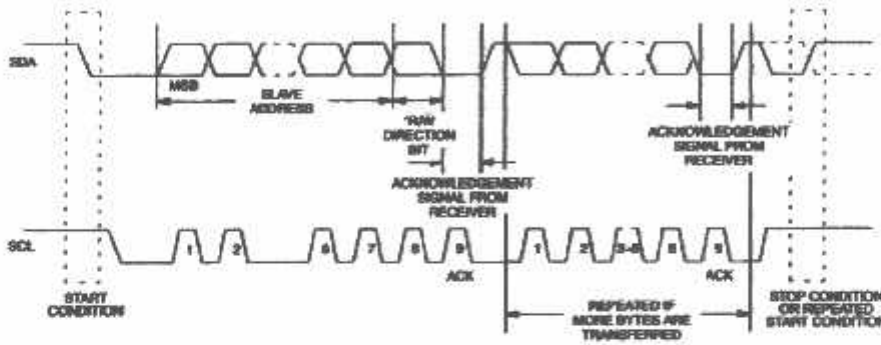 SDA
MSB
SLAVE
ADDRESS
*R/W
DIRECTION
BIT
ACKNOWLEDGEMENT
SIGNAL FROM
RECEIVER
ACKNOWLEDGEMENT
SIGNAL FROM
RECEIVER
SCL
1 2 6 7 8 9 1 2 3-8 8 9
ACK ACK
START
CONDITION
REPEATED IF
MORE BYTES ARE
TRANSFERRED
STOP CONDITION
OR REPEATED
START CONDITION